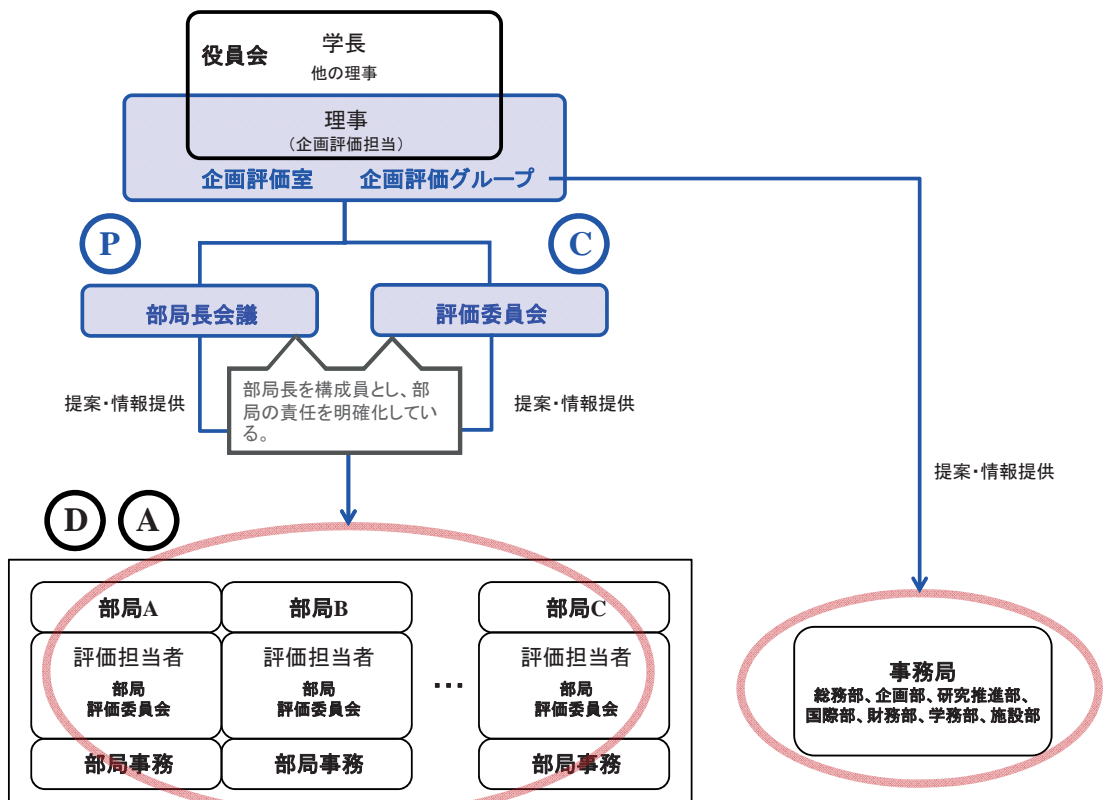 役員会
学長
他の理事
理事
（企画評価担当）
企画評価室 企画評価グループ
P
C
部局長会議
評価委員会
部局長を構成員とし、部
局の責任を明確化してい
る。
提案・情報提供
提案・情報提供
提案・情報提供
D
A
部局A
部局B
部局C
評価担当者
部局
評価委員会
評価担当者
部局
評価委員会
…
評価担当者
部局
評価委員会
部局事務
部局事務
部局事務
事務局
総務部、企画部、研究推進部、
国際部、財務部、学務部、施設部